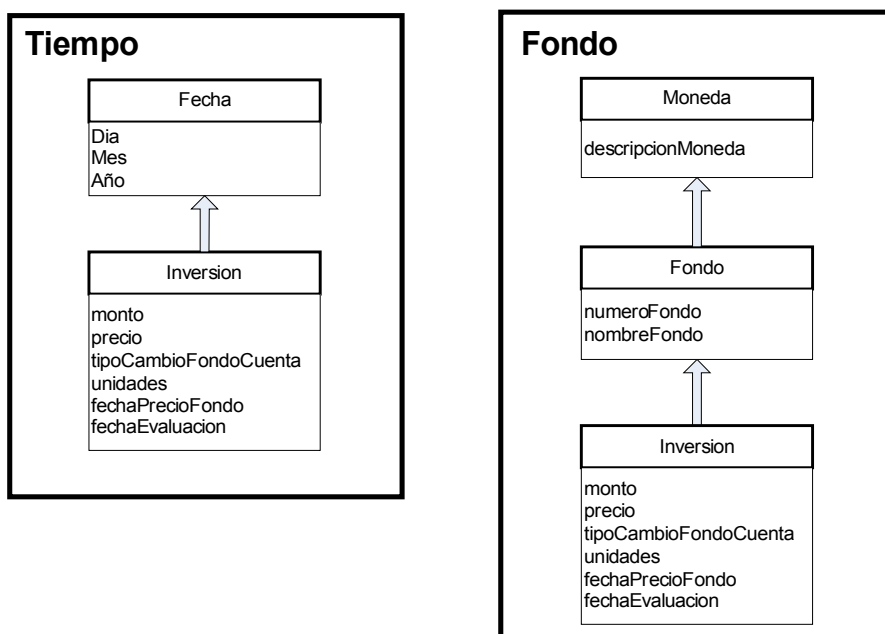 Tiempo
Fecha
Dia
Mes
Año
Inversion
monto
precio
tipoCambioFondoCuenta
unidades
fechaPrecioFondo
fechaEvaluacion
Fondo
Moneda
descripcionMoneda
Fondo
numeroFondo
nombreFondo
Inversion
monto
precio
tipoCambioFondoCuenta
unidades
fechaPrecioFondo
fechaEvaluacion